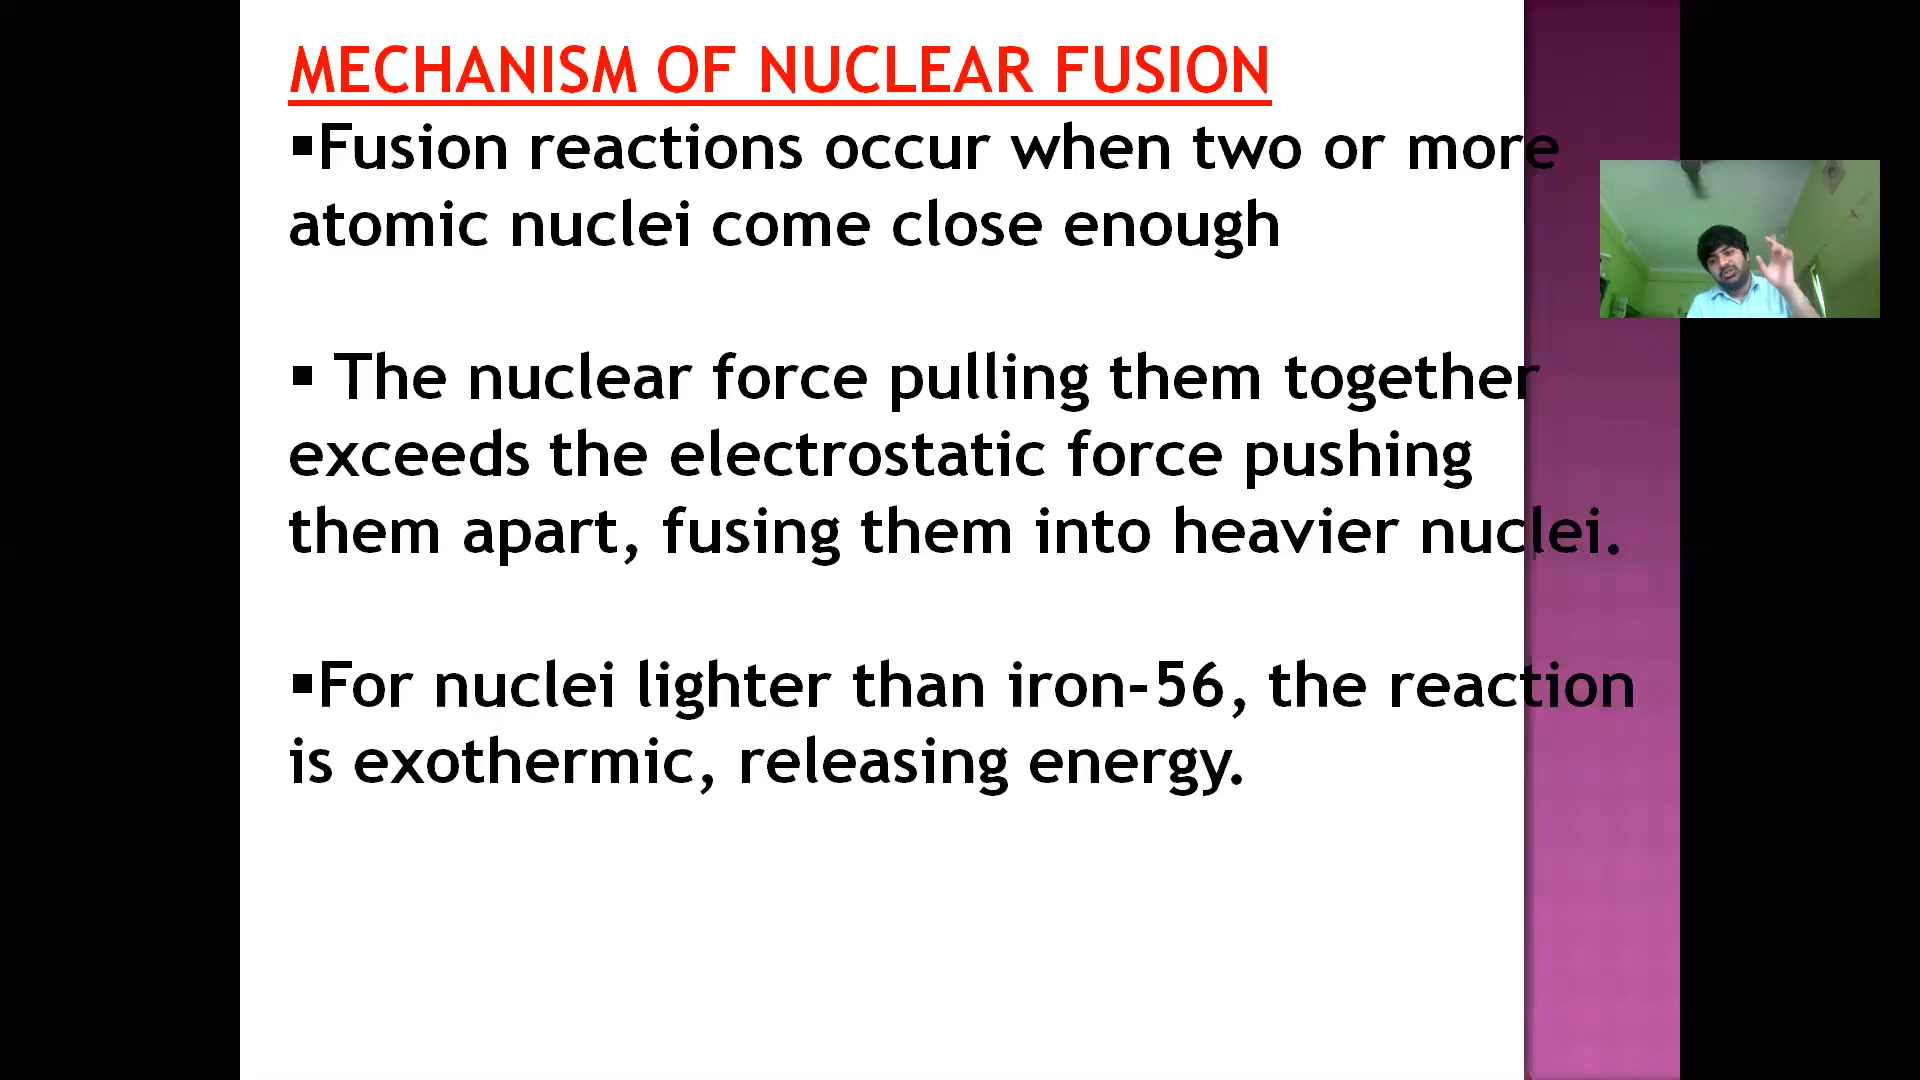 MECHANISM OF NUCLEAR FUSION
▪Fusion reactions occur when two or more
atomic nuclei come close enough
▪ The nuclear force pulling them together
exceeds the electrostatic force pushing
them apart, fusing them into heavier nuclei.
▪For nuclei lighter than iron-56, the reaction
is exothermic, releasing energy.